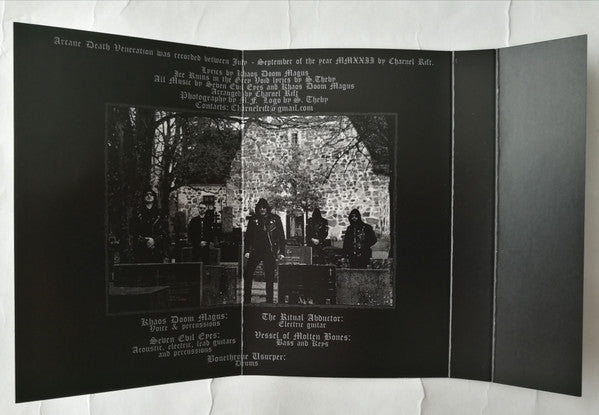 Arcane Death Veneration was recorded between July - September of the year MMXXII by Charnel Rift.
Lyrics by Khaos Doom Magus
Ice Ruins in the Grey Void lyrics by S.Theby
All Music by Seven Evil Eyes and Khaos Doom Magus
Arranged by Charnel Rift
Photography by M.F. Logo by S. Theby
Contacts: Charnelrift@gmail.com
Khaos Doom Magus:
Voice & percussions
Seven Evil Eyes:
Acoustic, electric, lead guitars
and percussions
The Ritual Abductor:
Electric guitar
Vessel of Molten Bones:
Bass and Keys
Bonethrone Usurper:
Drums